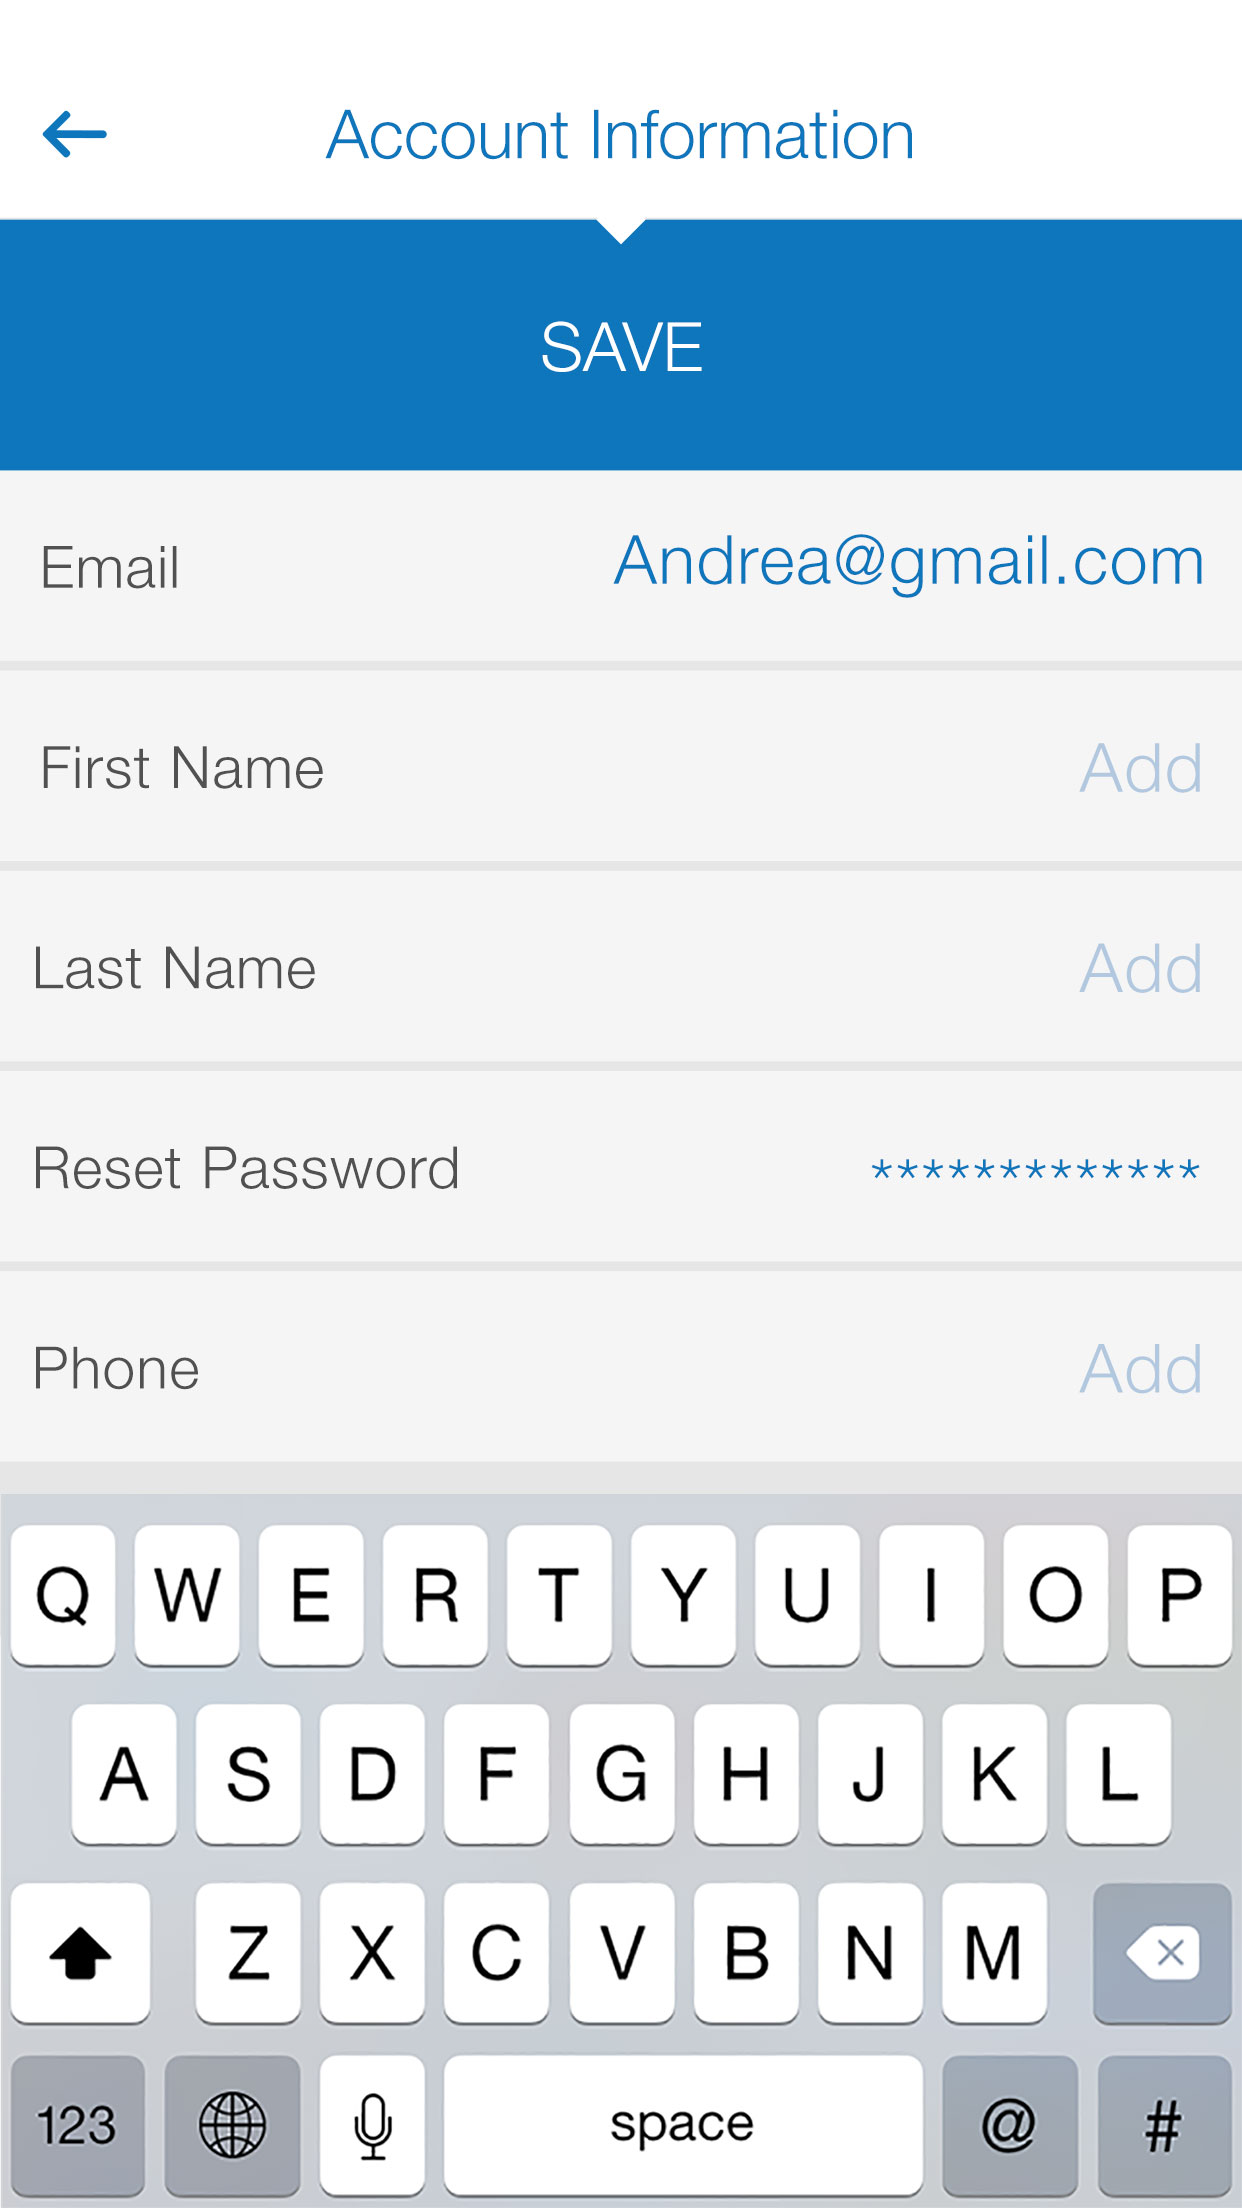 Account Information
SAVE
Email Andrea@gmail.com
First Name Add
Last Name Add
Reset Password *************
Phone Add
Q W E R T Y U I O P
A S D F G H J K L
Z X C V B N M
123 space @ #